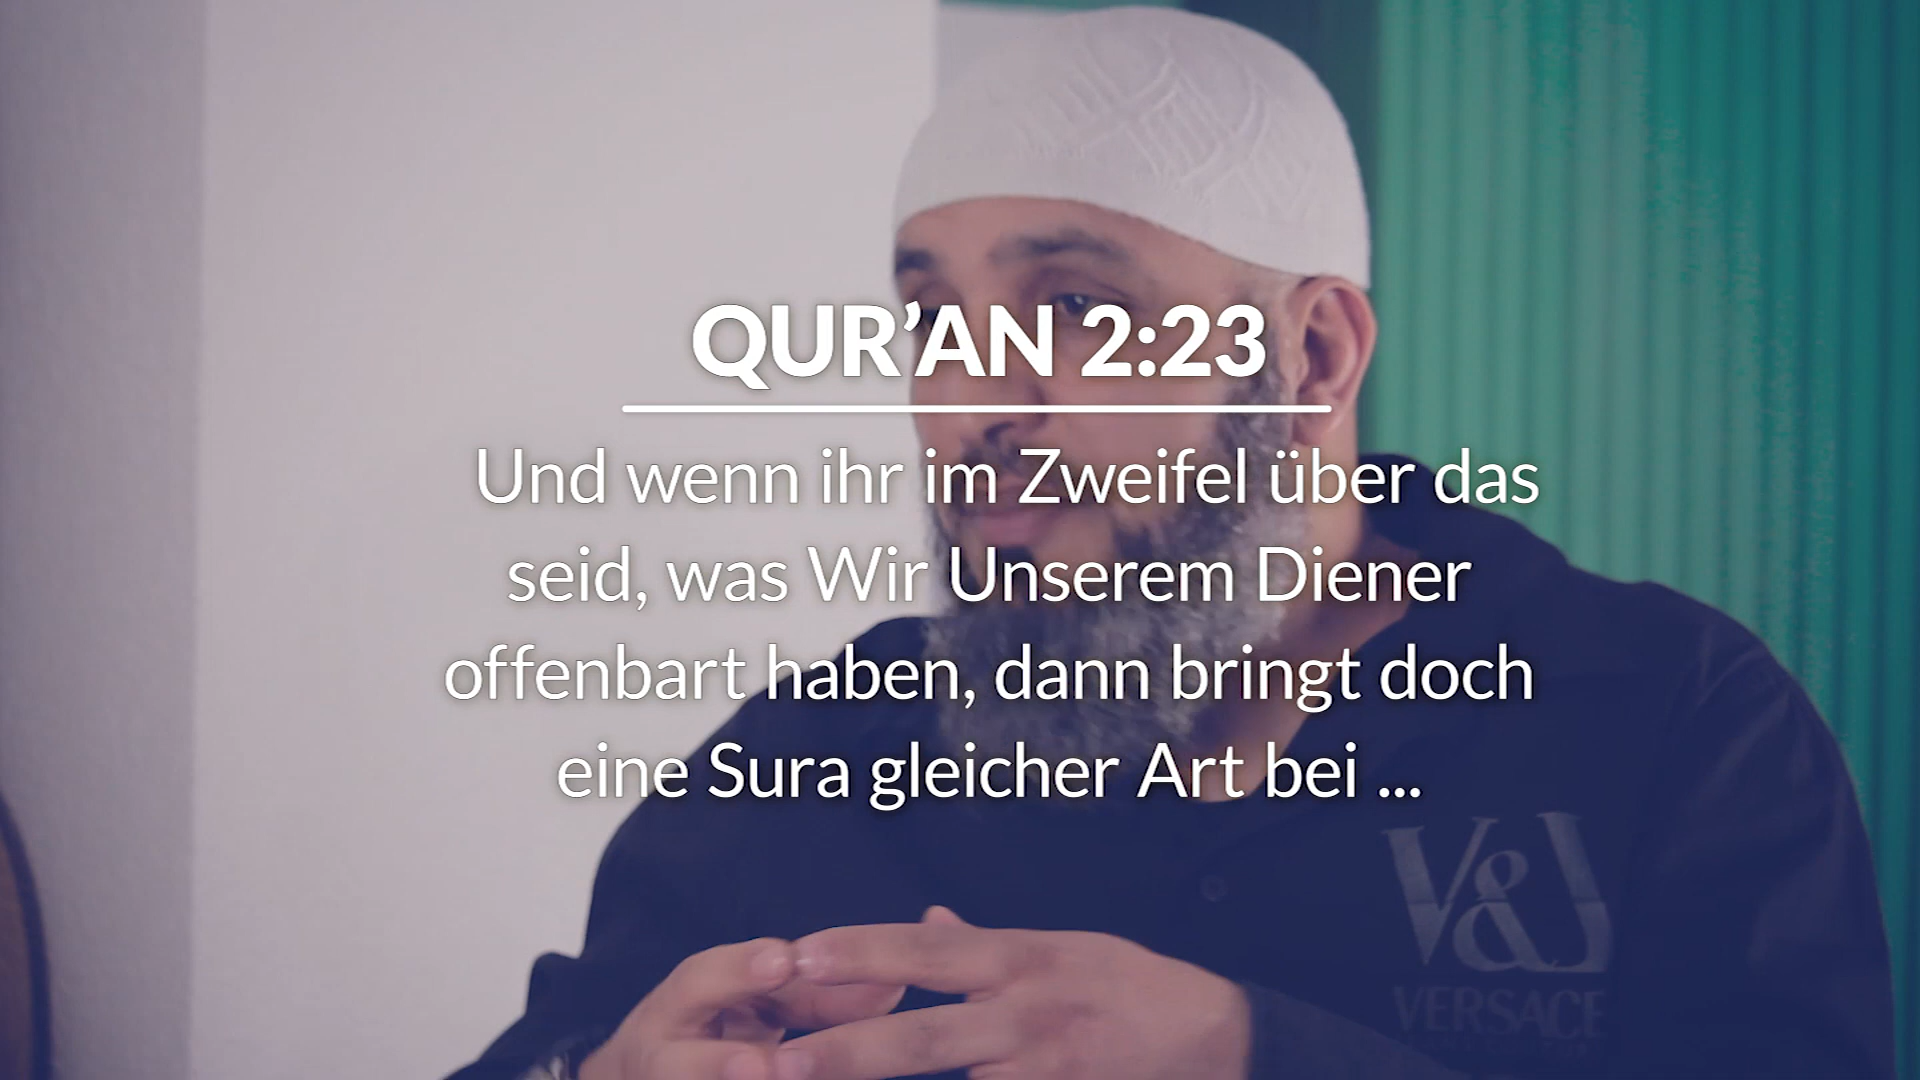 QUR’AN 2:23
Und wenn ihr im Zweifel über das
seid, was Wir Unserem Diener
offenbart haben, dann bringt doch
eine Sura gleicher Art bei ...
V&J
VERSACE